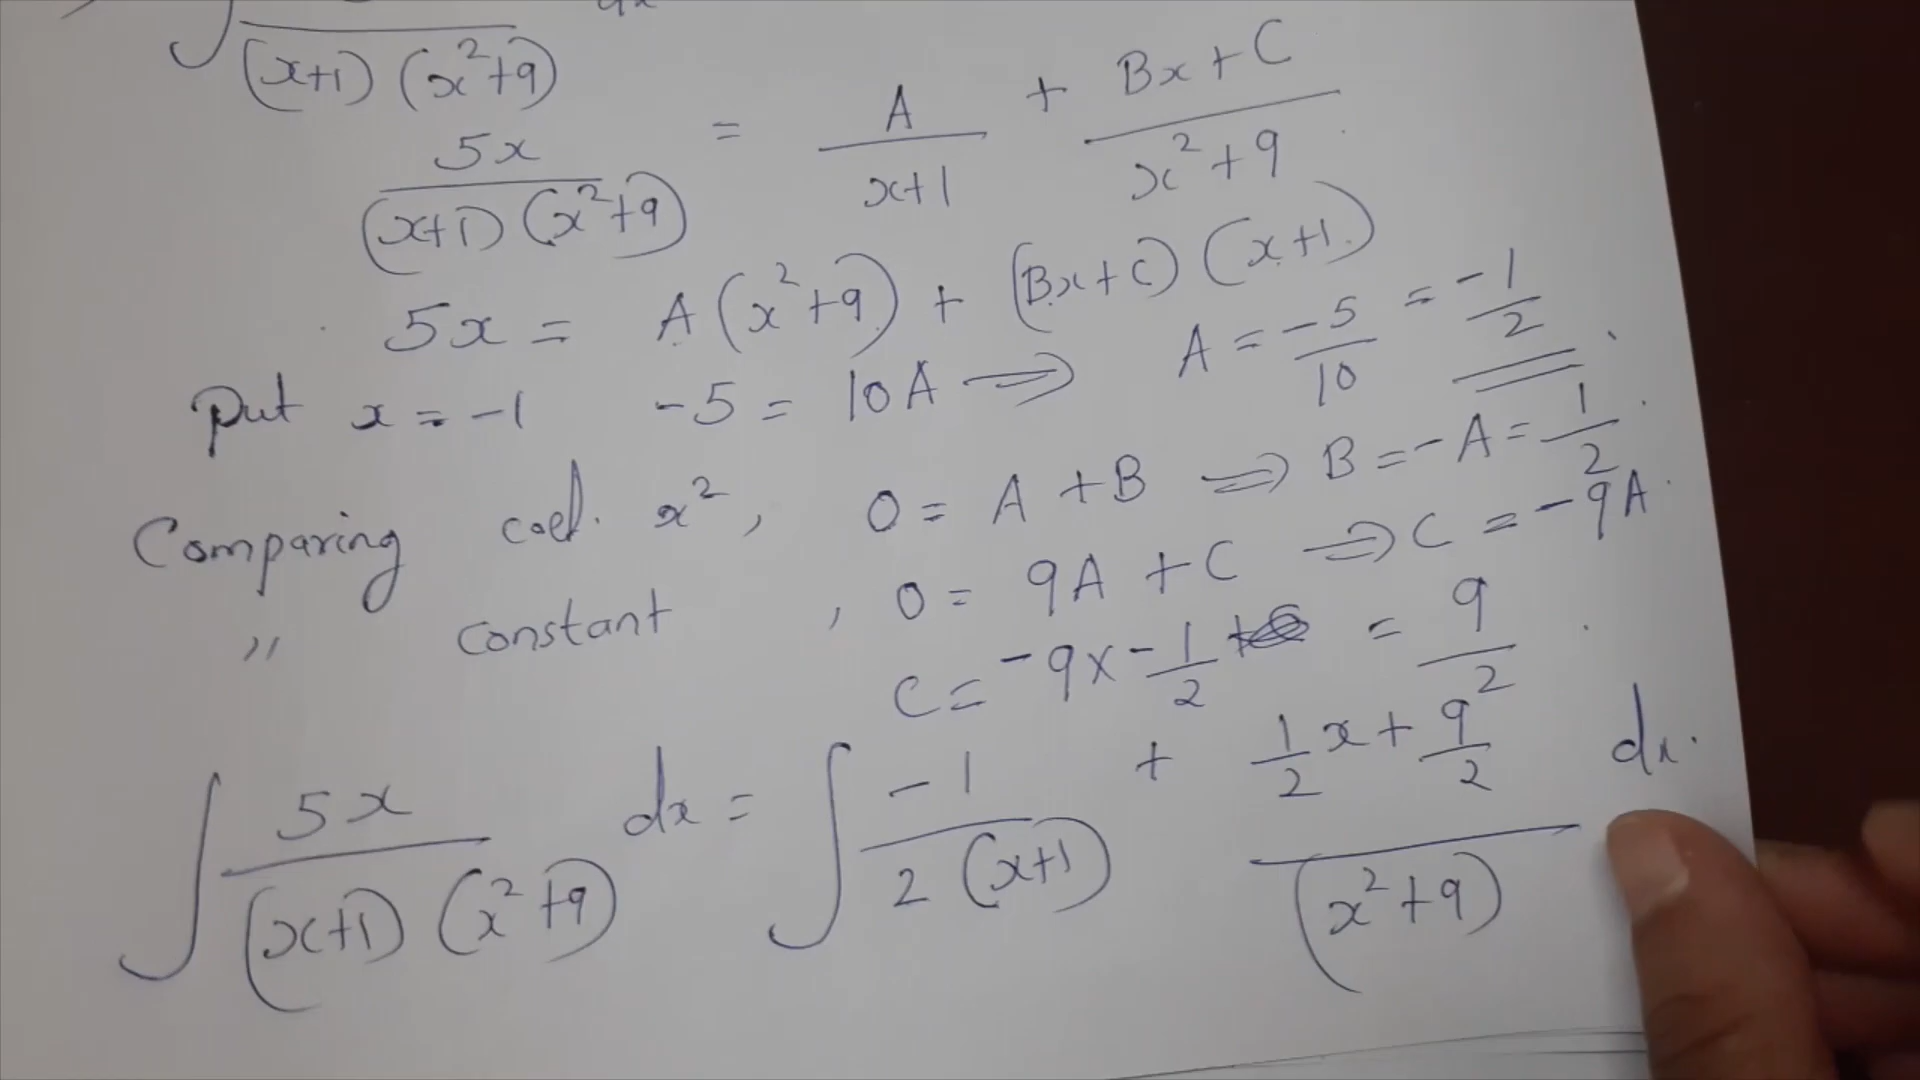 ∫ (x+1) (x²+9) dx
5x / (x+1) (x²+9) = A / x+1 + Bx+C / x²+9
5x = A (x²+9) + (Bx+C) (x+1)
Put x = -1 -5 = 10A ⟹ A = -5/10 = -1/2
Comparing coef. x², 0 = A + B ⟹ B = -A = 1/2
〃 constant , 0 = 9A + C ⟹ C = -9A
C = -9x -1/2 = 9/2
∫ 5x / (x+1) (x²+9) dx = ∫ -1 / 2 (x+1) + 1/2 x + 9/2 / (x²+9) dx.